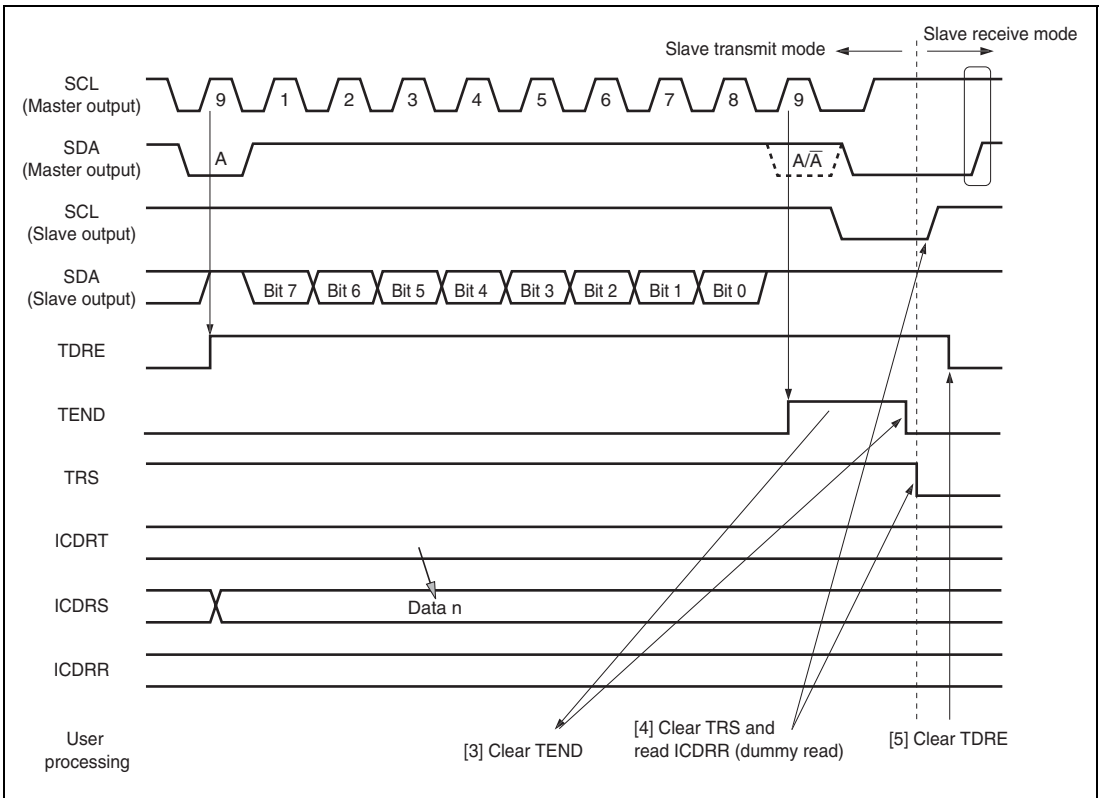 Slave receive mode
Slave transmit mode
SCL
(Master output)
9 1 2 3 4 5 6 7 8 9
SDA
(Master output)
A A/A̅
SCL
(Slave output)
SDA
(Slave output)
Bit 7 Bit 6 Bit 5 Bit 4 Bit 3 Bit 2 Bit 1 Bit 0
TDRE
TEND
TRS
ICDRT
ICDRS
Data n
ICDRR
User
processing
[3] Clear TEND
[4] Clear TRS and
read ICDRR (dummy read)
[5] Clear TDRE